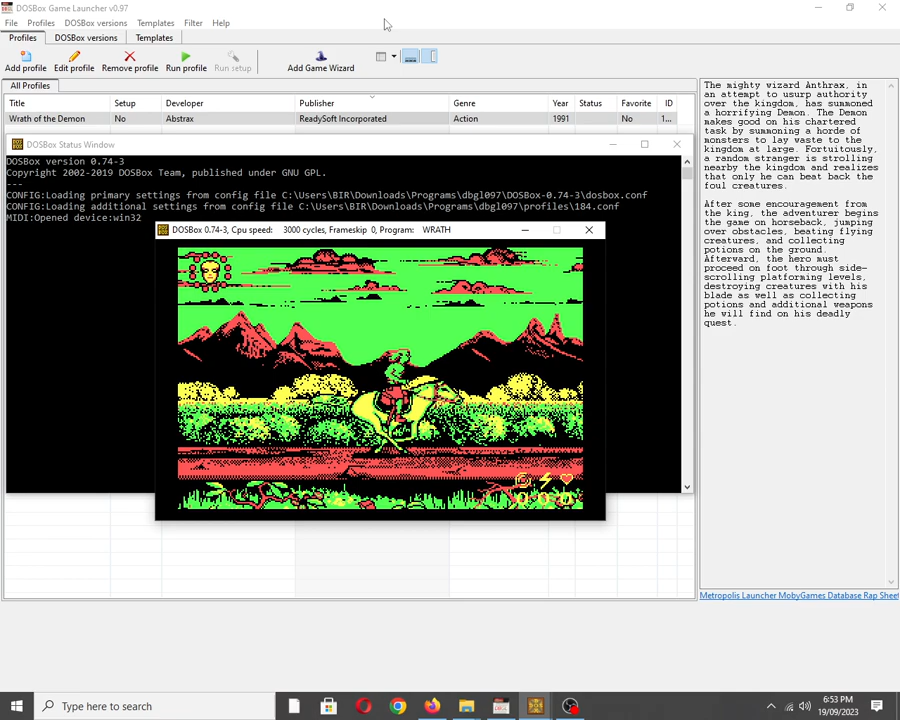 DOSBox Game Launcher v0.97
File Profiles DOSBox versions Templates Filter Help
Profiles DOSBox versions Templates
Add profile Edit profile Remove profile Run profile Run setup Add Game Wizard
All Profiles
Title Setup Developer Publisher Genre Year Status Favorite ID
Wrath of the Demon No Abstrax ReadySoft Incorporated Action 1991 No 1...
DOSBox Status Window
DOSBox version 0.74-3
Copyright 2002-2019 DOSBox Team, published under GNU GPL.
---
CONFIG:Loading primary settings from config file C:\Users\BIR\Downloads\Programs\dbgl097\DOSBox-0.74-3\dosbox.conf
CONFIG:Loading additional settings from config file C:\Users\BIR\Downloads\Programs\dbgl097\profiles\184.conf
MIDI:Opened device:win32
DOSBox 0.74-3, Cpu speed: 3000 cycles, Frameskip 0, Program: WRATH
The mighty wizard Anthrax, in
an attempt to usurp authority
over the kingdom, has summoned
a horrifying Demon. The Demon
makes good on his chartered
task by summoning a horde of
monsters to lay waste to the
kingdom at large. Fortuitously,
a random stranger is strolling
nearby the kingdom and realizes
that only he can beat back the
foul creatures.
After some encouragement from
the king, the adventurer begins
the game on horseback, jumping
over obstacles, beating flying
creatures, and collecting
potions on the ground.
Afterward, the hero must
proceed on foot through side-
scrolling platforming levels,
destroying creatures with his
blade as well as collecting
potions and additional weapons
he will find on his deadly
quest.
Metropolis Launcher MobyGames Database Rap Sheet
Type here to search
6:53 PM
19/09/2023